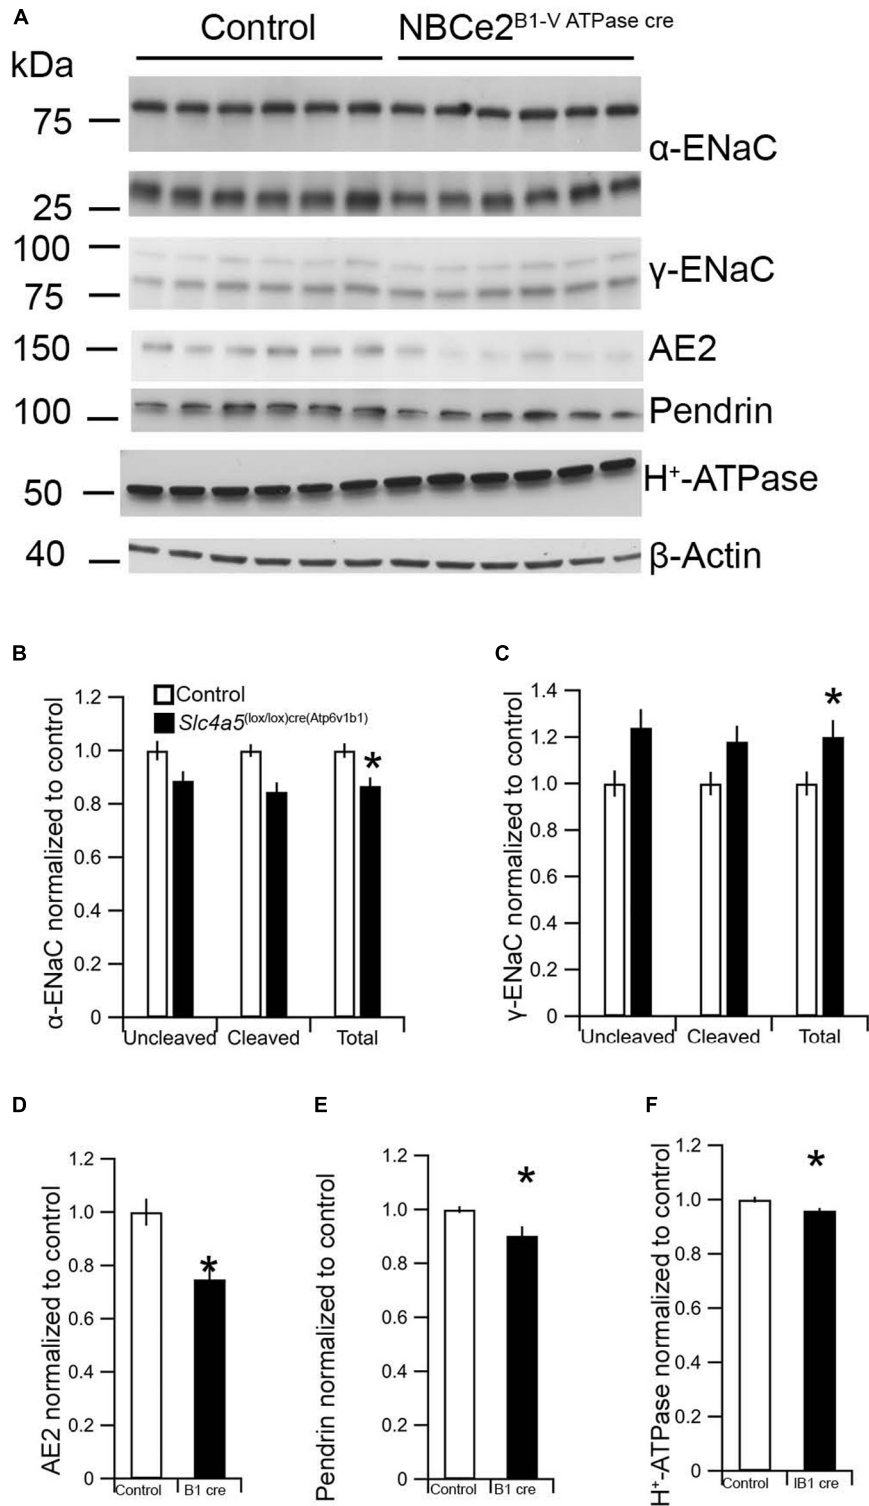 A
Control NBCe2B1-V ATPase cre
kDa
75
α-ENaC
25
100
γ-ENaC
75
150 AE2
100 Pendrin
50 H+-ATPase
40 β-Actin
B
α-ENaC normalized to control
1.2
1.0
0.8
0.6
0.4
0.2
0
Control
Slc4a5(lox/lox)cre(Atp6v1b1)
*
Uncleaved Cleaved Total
C
γ-ENaC normalized to control
1.4
1.2
1.0
0.8
0.6
0.4
0.2
0
*
Uncleaved Cleaved Total
D
AE2 normalized to control
1.2
1.0
0.8
0.6
0.4
0.2
0
*
Control B1 cre
E
Pendrin normalized to control
1.2
1.0
0.8
0.6
0.4
0.2
0
*
Control B1 cre
F
H+-ATPase normalized to control
1.2
1.0
0.8
0.6
0.4
0.2
0
*
Control IB1 cre